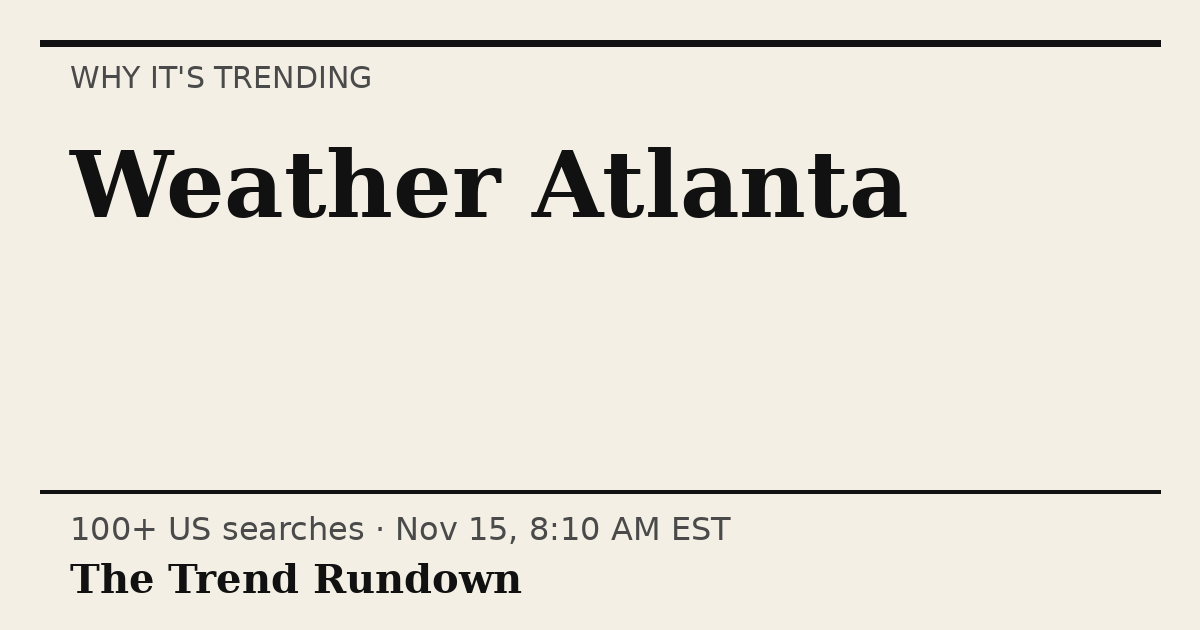 WHY IT'S TRENDING
Weather Atlanta
100+ US searches · Nov 15, 8:10 AM EST
The Trend Rundown